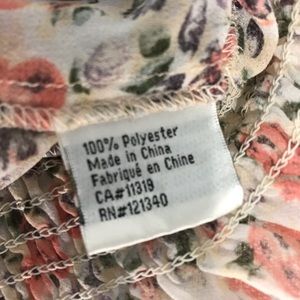 100% Polyester
Made in China
Fabriqué en Chine
CA#11319
RN#121340